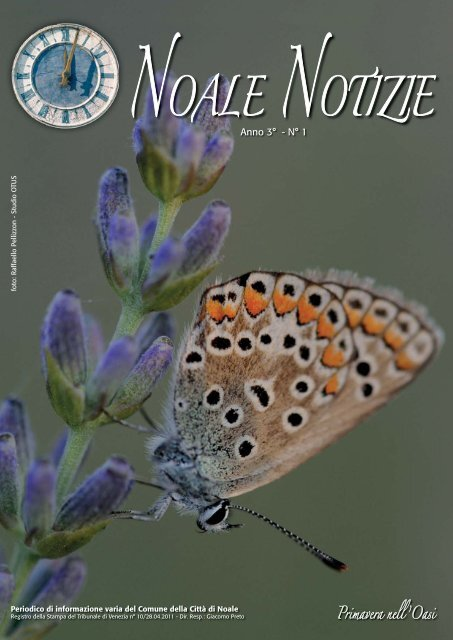 Noale Notizie
Anno 3° - N° 1
foto: Raffaello Pellizzon - Studio OTUS
Periodico di informazione varia del Comune della Città di Noale
Registro della Stampa del Tribunale di Venezia n° 10/28.04.2011 - Dir. Resp.: Giacomo Preto
Primavera nell'Oasi